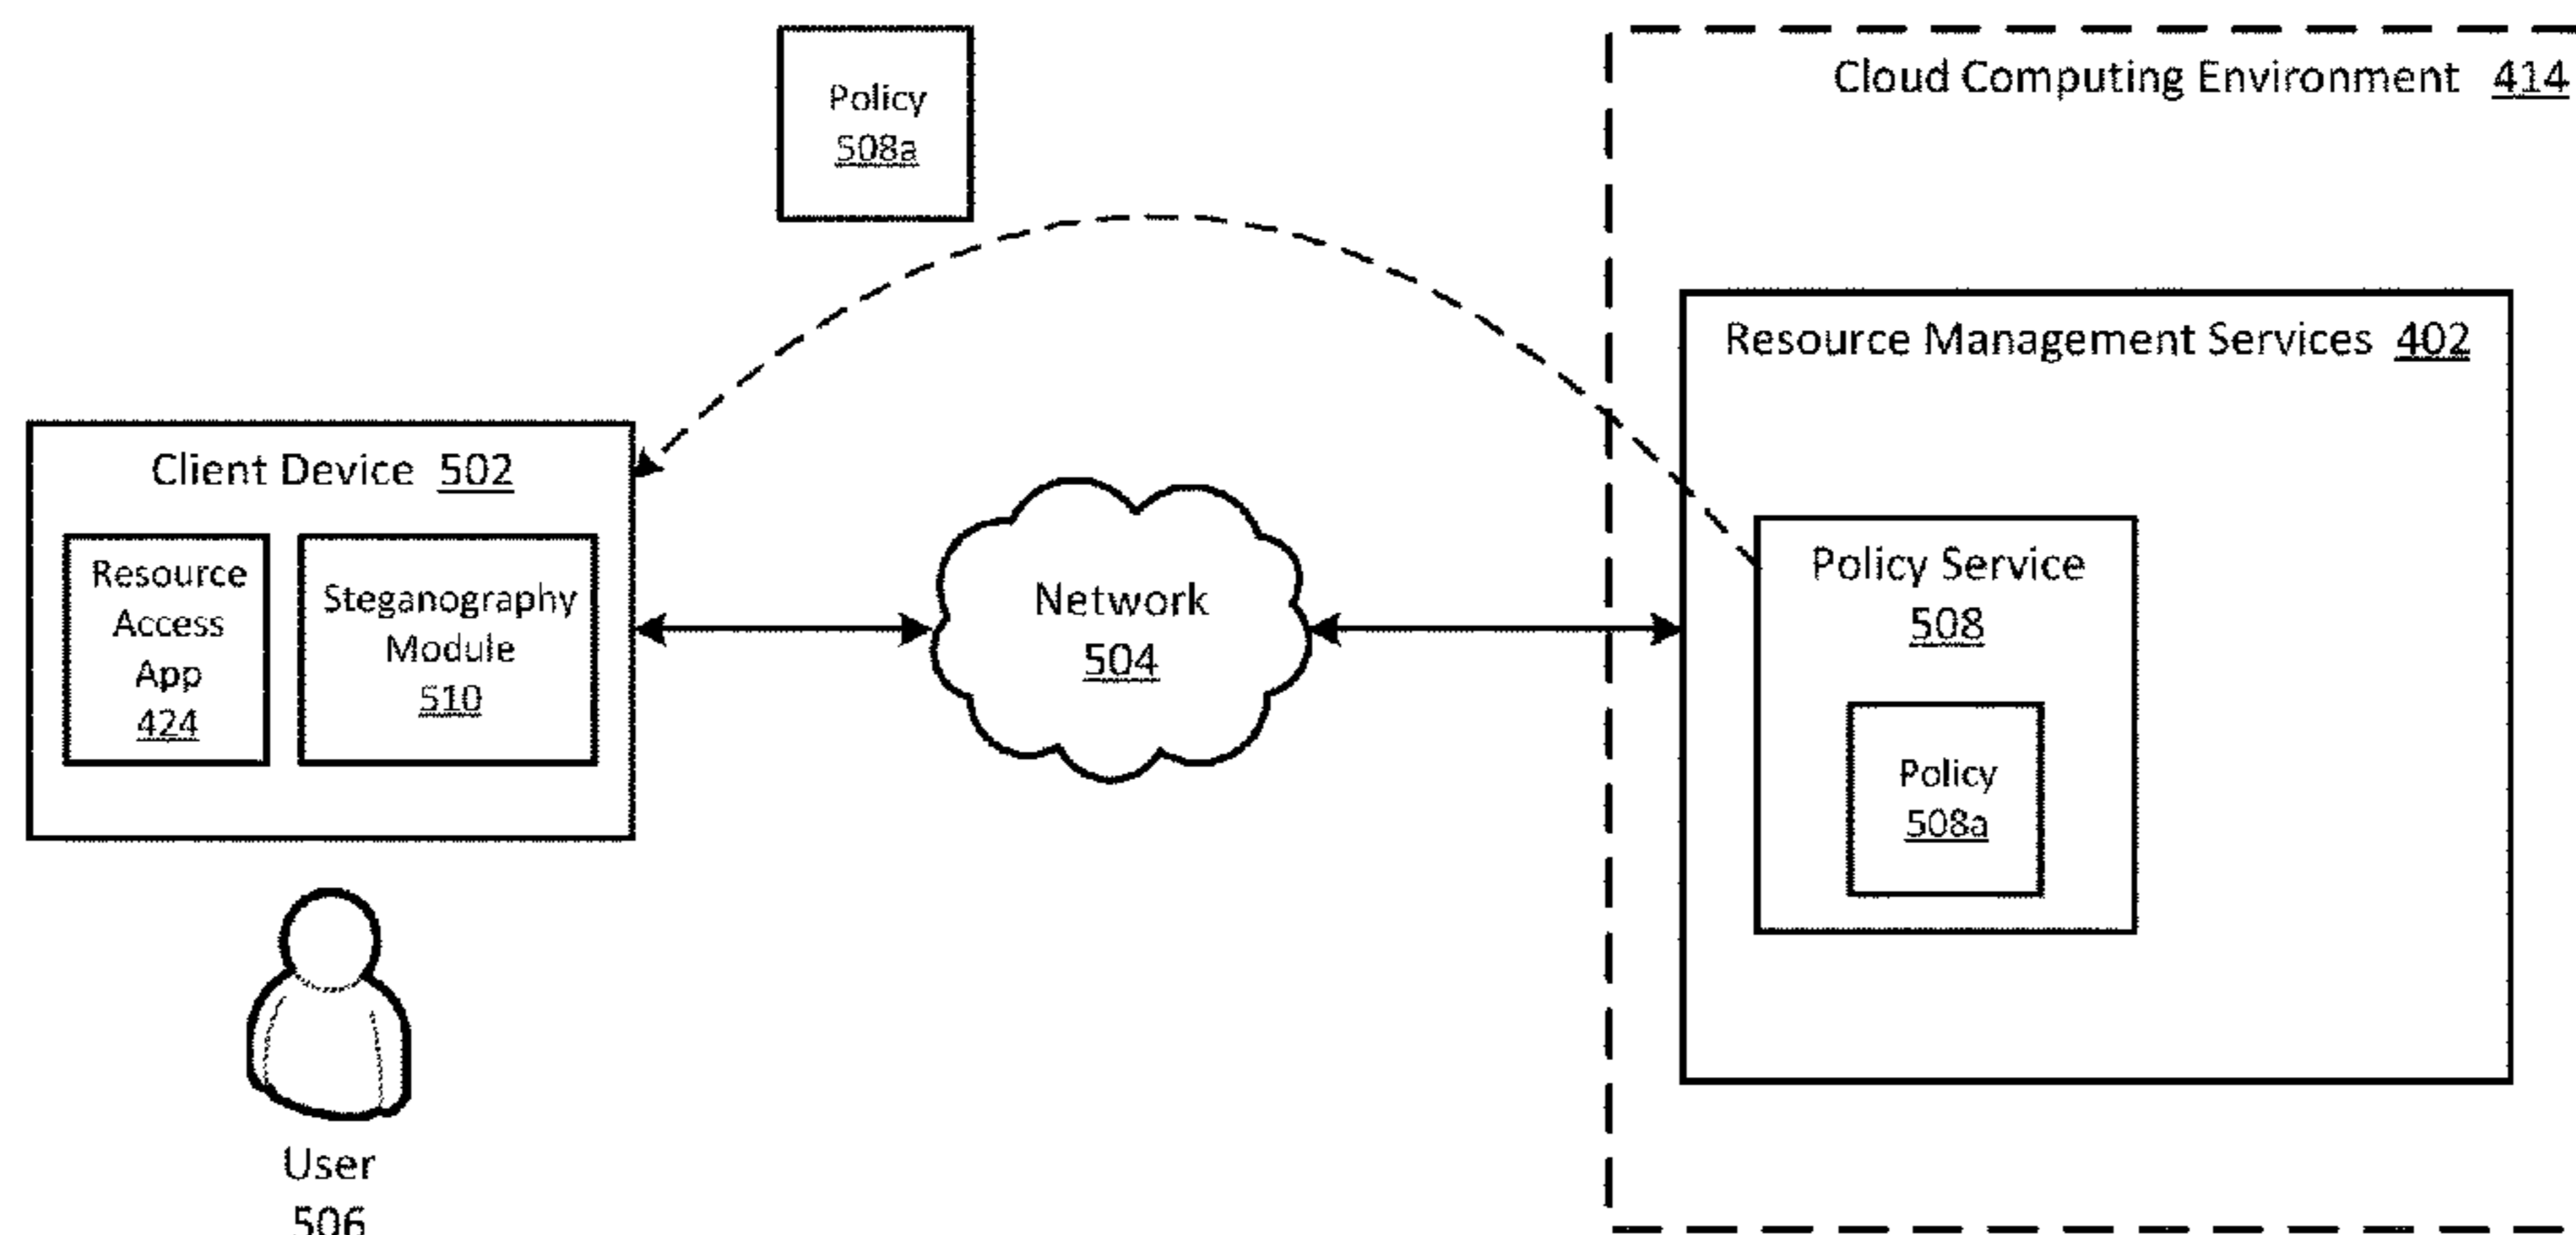 Policy
508a
Cloud Computing Environment 414
Resource Management Services 402
Client Device 502
Resource
Access
App
424
Steganography
Module
510
Network
504
Policy Service
508
Policy
508a
User
506